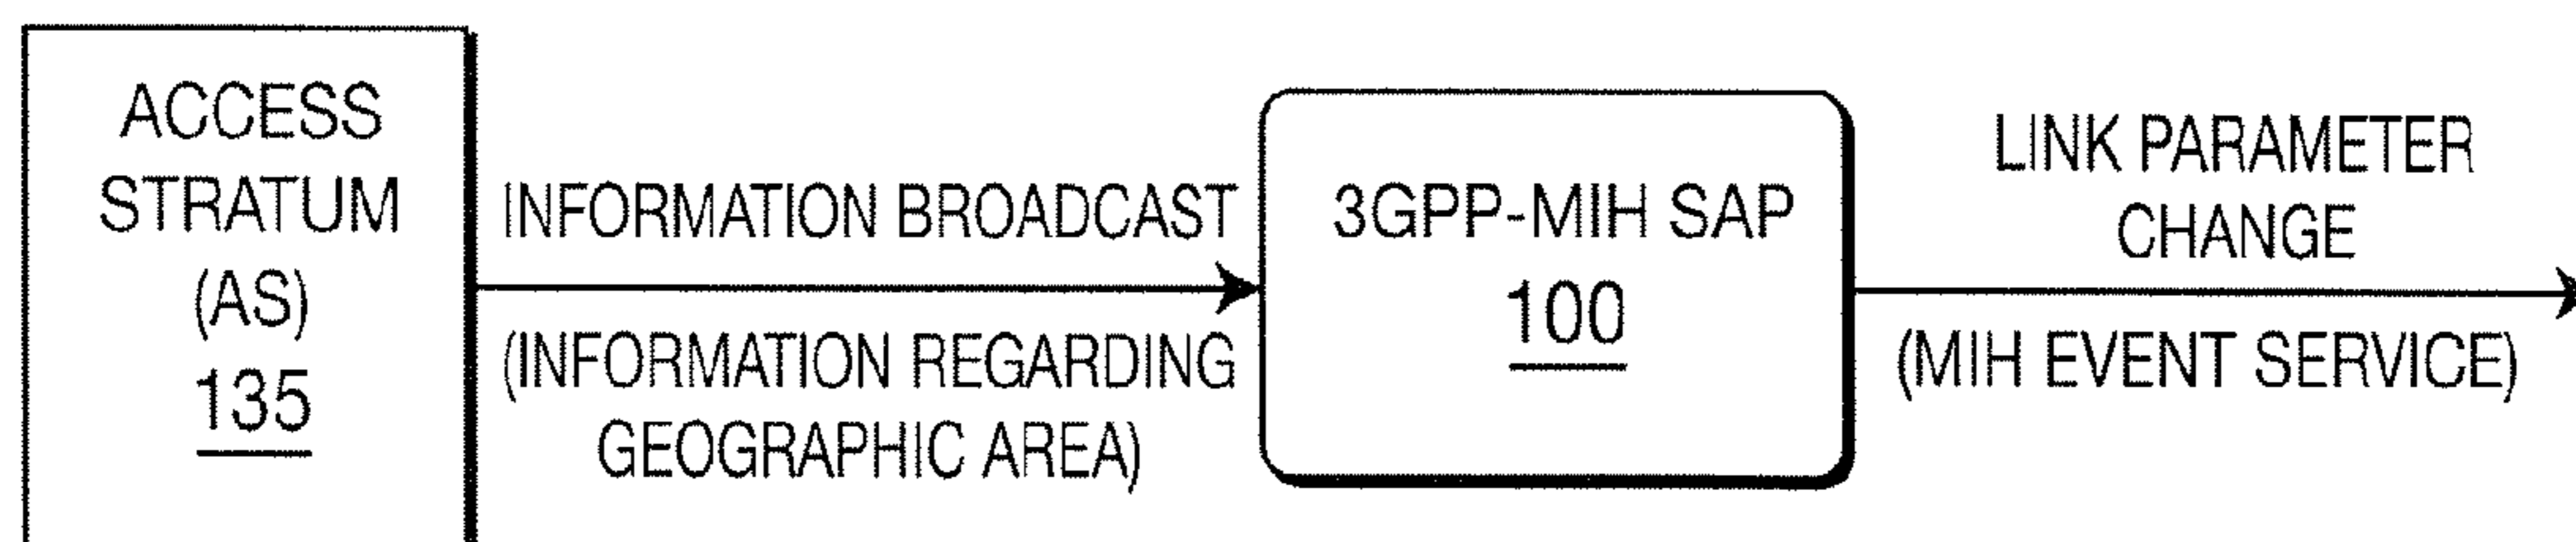 ACCESS
STRATUM
(AS)
135
INFORMATION BROADCAST
(INFORMATION REGARDING
GEOGRAPHIC AREA)
3GPP-MIH SAP
100
LINK PARAMETER
CHANGE
(MIH EVENT SERVICE)